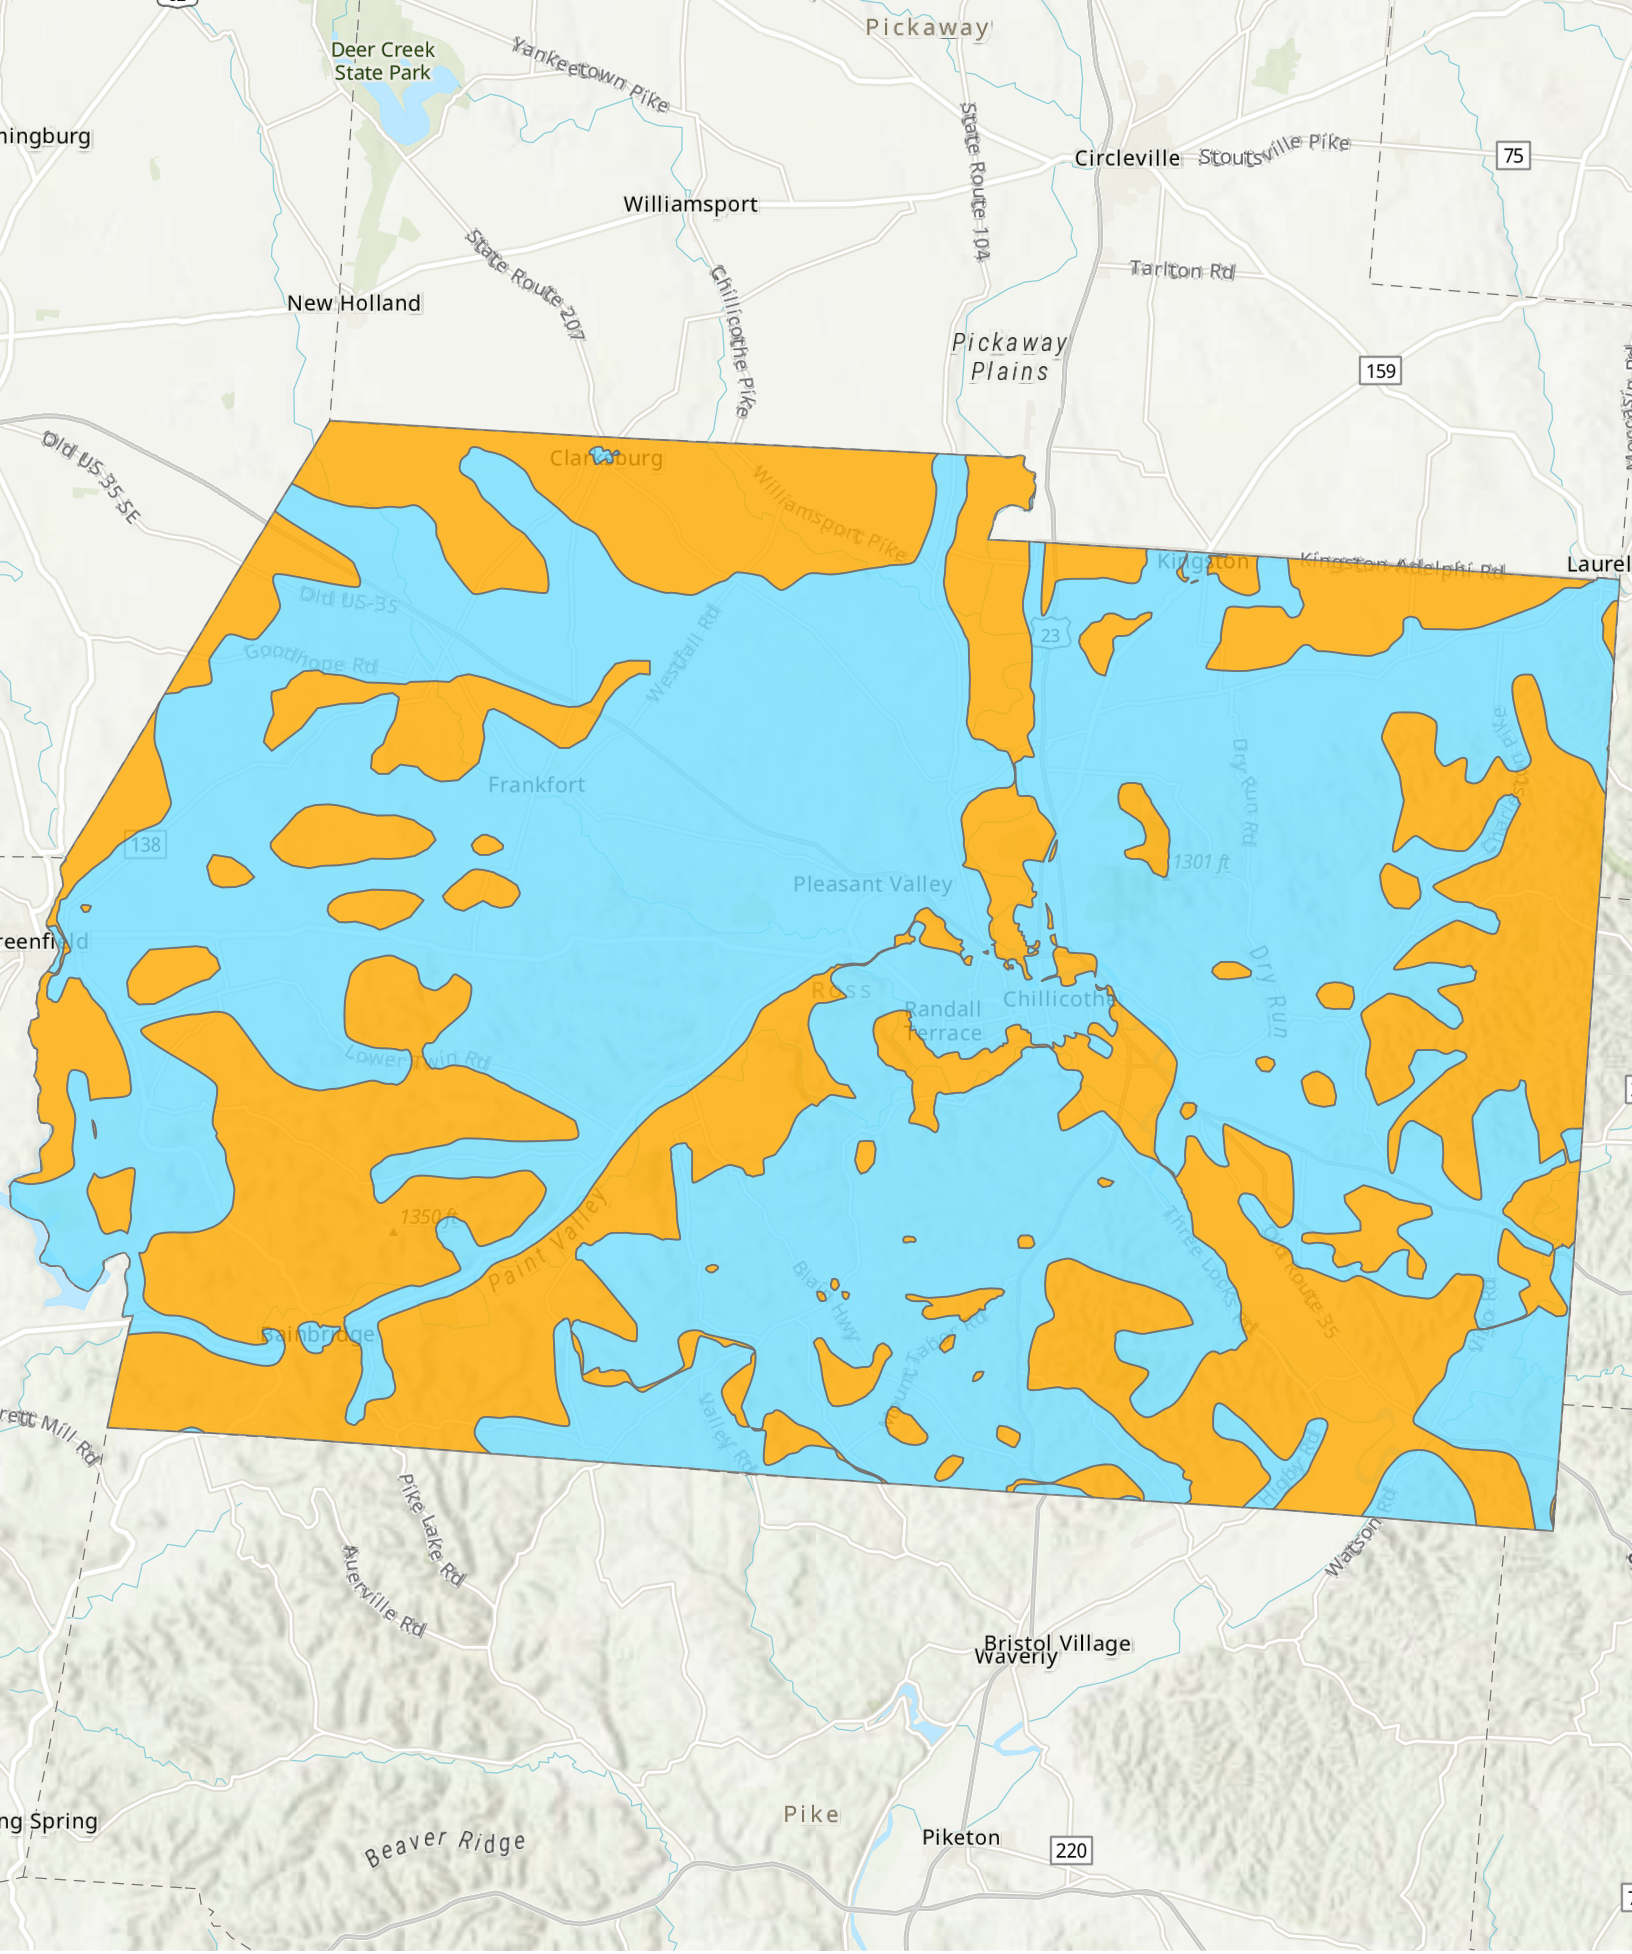 Pickaway
Deer Creek
State Park
Yankeetown Pike
mingburg
State Route 104
Circleville
Stoutsville Pike
75
Williamsport
State Route 207
Tarlton Rd
Chillicothe Pike
New Holland
Pickaway
Plains
159
Old US 35 SE
Clarksburg
Williamsport Pike
Kingston
Kingston Adelphi Rd
Laurel
Old US-35
23
Goodhope Rd
Westfall Rd
Charleston Pike
Dry Run Rd
Frankfort
138
1301 ft
Pleasant Valley
reenfield
Ross
Chillicothe
Randall
Terrace
Dry Run
Lower Twin Rd
1350 ft
Paint Valley
Three Locks Rd
Old Route 35
Blain Hwy
Vigo Rd
Bainbridge
Mount Tabor Rd
Valley Rd
rett Mill Rd
Higby Rd
Pike Lake Rd
Watson Rd
Auerville Rd
Bristol Village
Waverly
Pike
ng Spring
Beaver Ridge
Piketon
220